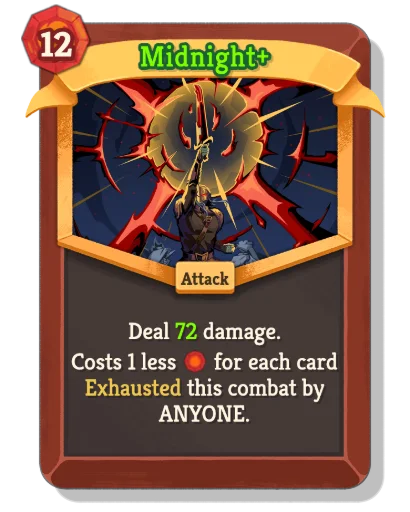 12
Midnight+
Attack
Deal 72 damage.
Costs 1 less for each card
Exhausted this combat by
ANYONE.